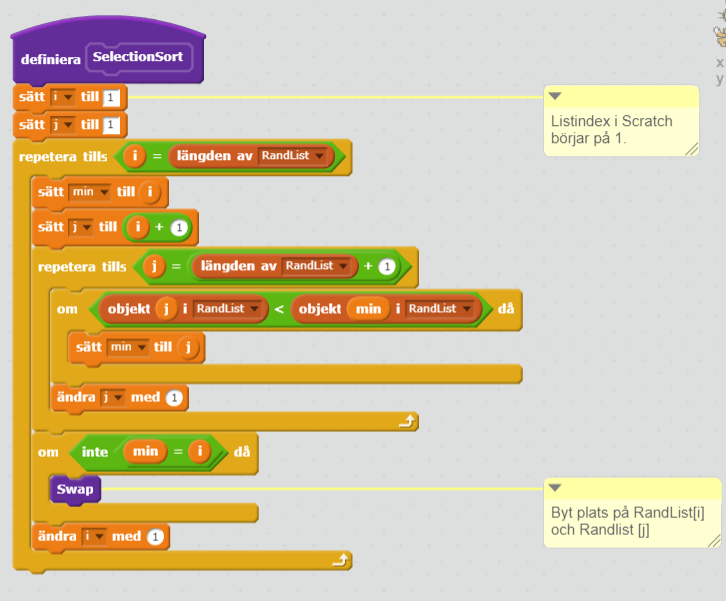 definiera SelectionSort
sätt i till 1
Listindex i Scratch
börjar på 1.
sätt j till 1
repetera tills i = längden av RandList
sätt min till i
sätt j till i + 1
repetera tills j = längden av RandList + 1
om objekt j i RandList < objekt min i RandList då
sätt min till j
ändra j med 1
om inte min = i då
Swap
Byt plats på RandList[i]
och Randlist [j]
ändra i med 1
x
y